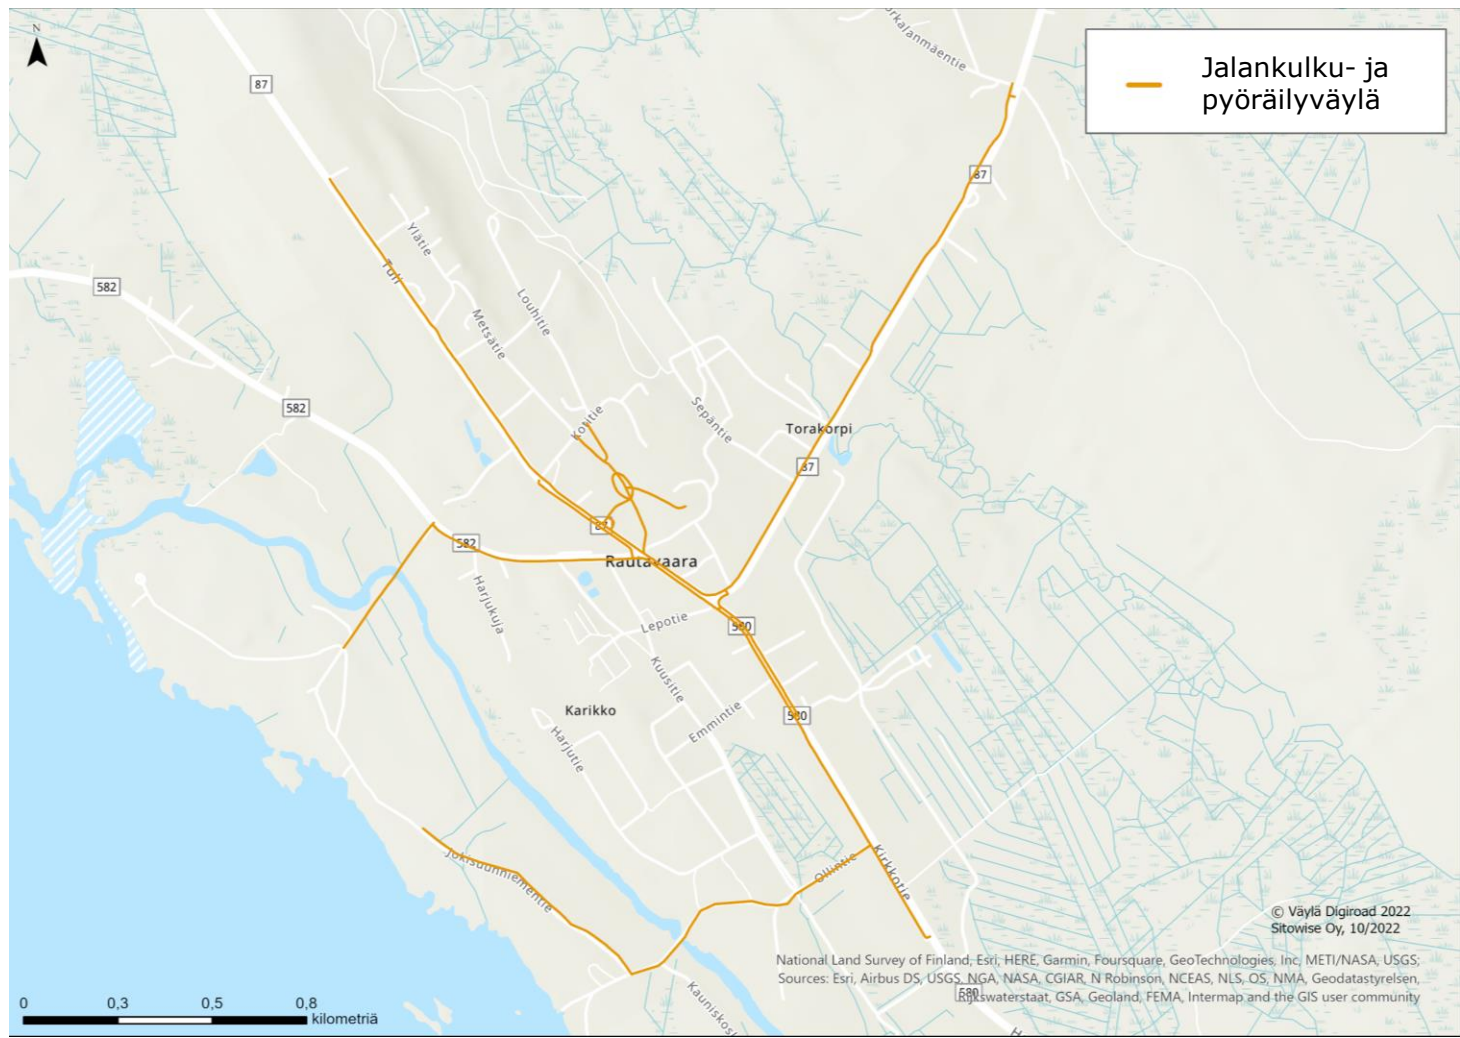 N
Jalankulku- ja
pyöräilyväylä
87
87
Ylätie
Tuli
582
Louhitie
Metsätie
582
Sepäntie
Torakorpi
87
87
582
Rautavaara
Harjukuja
Lepotie
580
Kuusitie
Karikko
Emmintie
580
Harjutie
Jokisuunniementie
Ollintie
Kirkkotie
© Väylä Digiroad 2022
Sitowise Oy, 10/2022
National Land Survey of Finland, Esri, HERE, Garmin, Foursquare, GeoTechnologies, Inc, METI/NASA, USGS;
Sources: Esri, Airbus DS, USGS, NGA, NASA, CGIAR, N Robinson, NCEAS, NLS, OS, NMA, Geodatastyrelsen,
580
Rijkswaterstaat, GSA, Geoland, FEMA, Intermap and the GIS user community
0 0,3 0,5 0,8
kilometriä